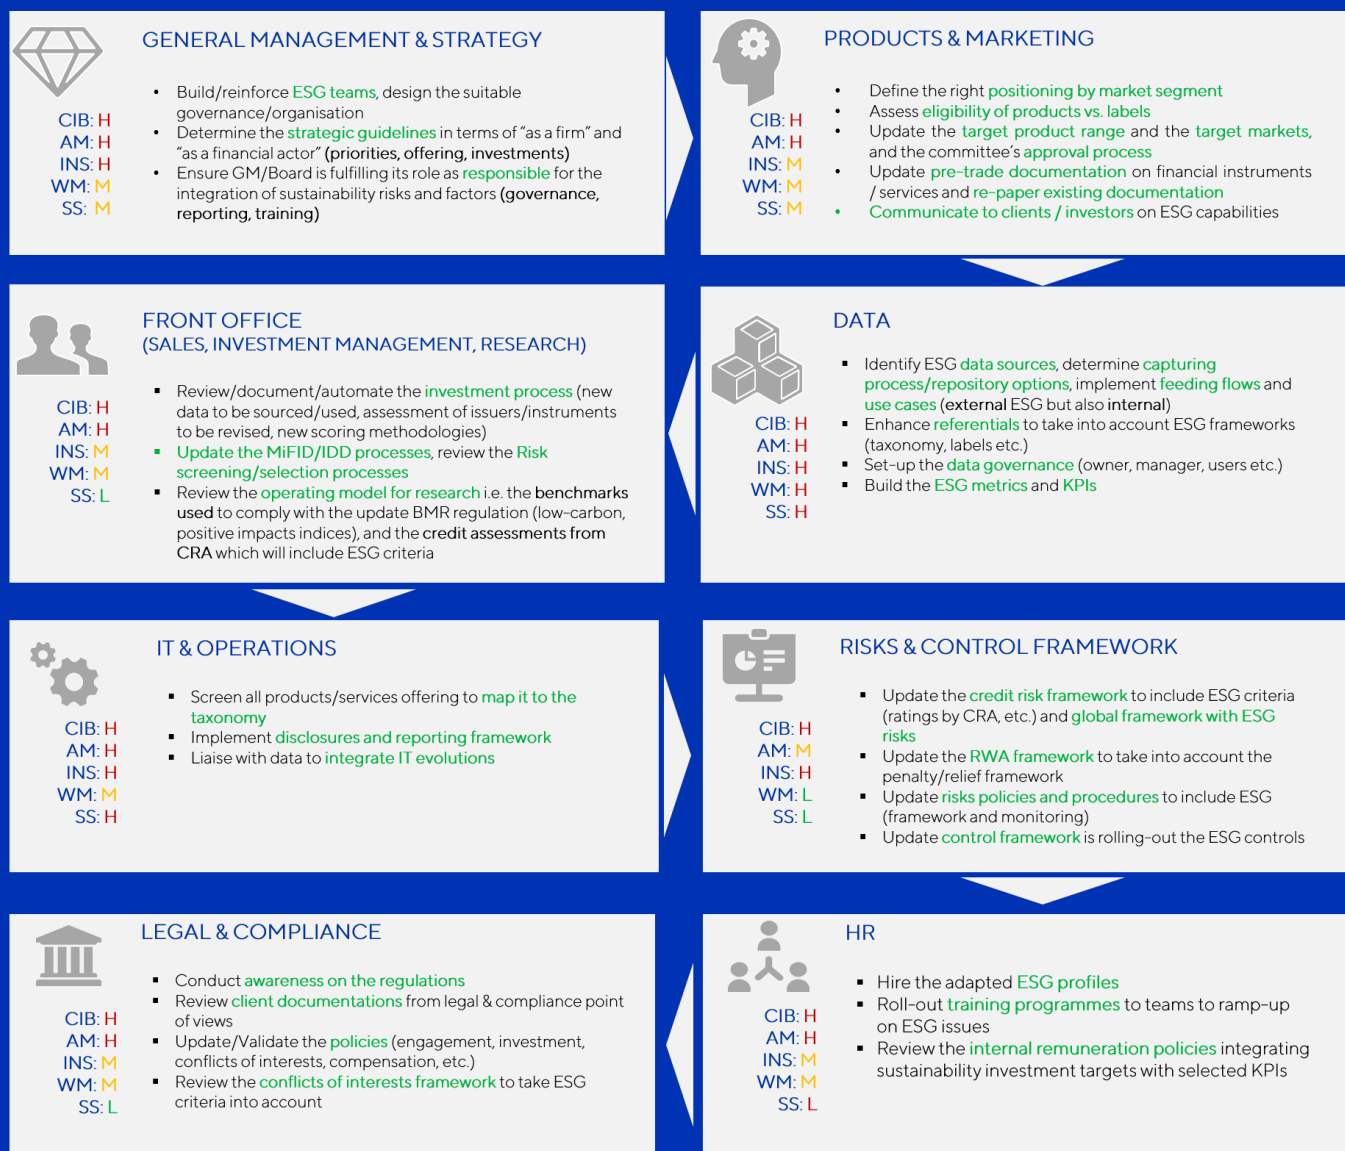 GENERAL MANAGEMENT & STRATEGY
CIB: H
AM: H
INS: H
WM: M
SS: M
• Build/reinforce ESG teams, design the suitable
governance/organisation
• Determine the strategic guidelines in terms of “as a firm” and
“as a financial actor” (priorities, offering, investments)
• Ensure GM/Board is fulfilling its role as responsible for the
integration of sustainability risks and factors (governance,
reporting, training)
PRODUCTS & MARKETING
CIB: H
AM: H
INS: M
WM: M
SS: M
• Define the right positioning by market segment
• Assess eligibility of products vs. labels
• Update the target product range and the target markets,
and the committee’s approval process
• Update pre-trade documentation on financial instruments
/ services and re-paper existing documentation
• Communicate to clients / investors on ESG capabilities
FRONT OFFICE
(SALES, INVESTMENT MANAGEMENT, RESEARCH)
CIB: H
AM: H
INS: M
WM: M
SS: L
▪ Review/document/automate the investment process (new
data to be sourced/used, assessment of issuers/instruments
to be revised, new scoring methodologies)
▪ Update the MiFID/IDD processes, review the Risk
screening/selection processes
▪ Review the operating model for research i.e. the benchmarks
used to comply with the update BMR regulation (low-carbon,
positive impacts indices), and the credit assessments from
CRA which will include ESG criteria
DATA
CIB: H
AM: H
INS: H
WM: H
SS: H
▪ Identify ESG data sources, determine capturing
process/repository options, implement feeding flows and
use cases (external ESG but also internal)
▪ Enhance referentials to take into account ESG frameworks
(taxonomy, labels etc.)
▪ Set-up the data governance (owner, manager, users etc.)
▪ Build the ESG metrics and KPIs
IT & OPERATIONS
CIB: H
AM: H
INS: H
WM: M
SS: H
▪ Screen all products/services offering to map it to the
taxonomy
▪ Implement disclosures and reporting framework
▪ Liaise with data to integrate IT evolutions
RISKS & CONTROL FRAMEWORK
CIB: H
AM: M
INS: H
WM: L
SS: L
▪ Update the credit risk framework to include ESG criteria
(ratings by CRA, etc.) and global framework with ESG
risks
▪ Update the RWA framework to take into account the
penalty/relief framework
▪ Update risks policies and procedures to include ESG
(framework and monitoring)
▪ Update control framework is rolling-out the ESG controls
LEGAL & COMPLIANCE
CIB: H
AM: H
INS: M
WM: M
SS: L
▪ Conduct awareness on the regulations
▪ Review client documentations from legal & compliance point
of views
▪ Update/Validate the policies (engagement, investment,
conflicts of interests, compensation, etc.)
▪ Review the conflicts of interests framework to take ESG
criteria into account
HR
CIB: H
AM: H
INS: M
WM: M
SS: L
▪ Hire the adapted ESG profiles
▪ Roll-out training programmes to teams to ramp-up
on ESG issues
▪ Review the internal remuneration policies integrating
sustainability investment targets with selected KPIs